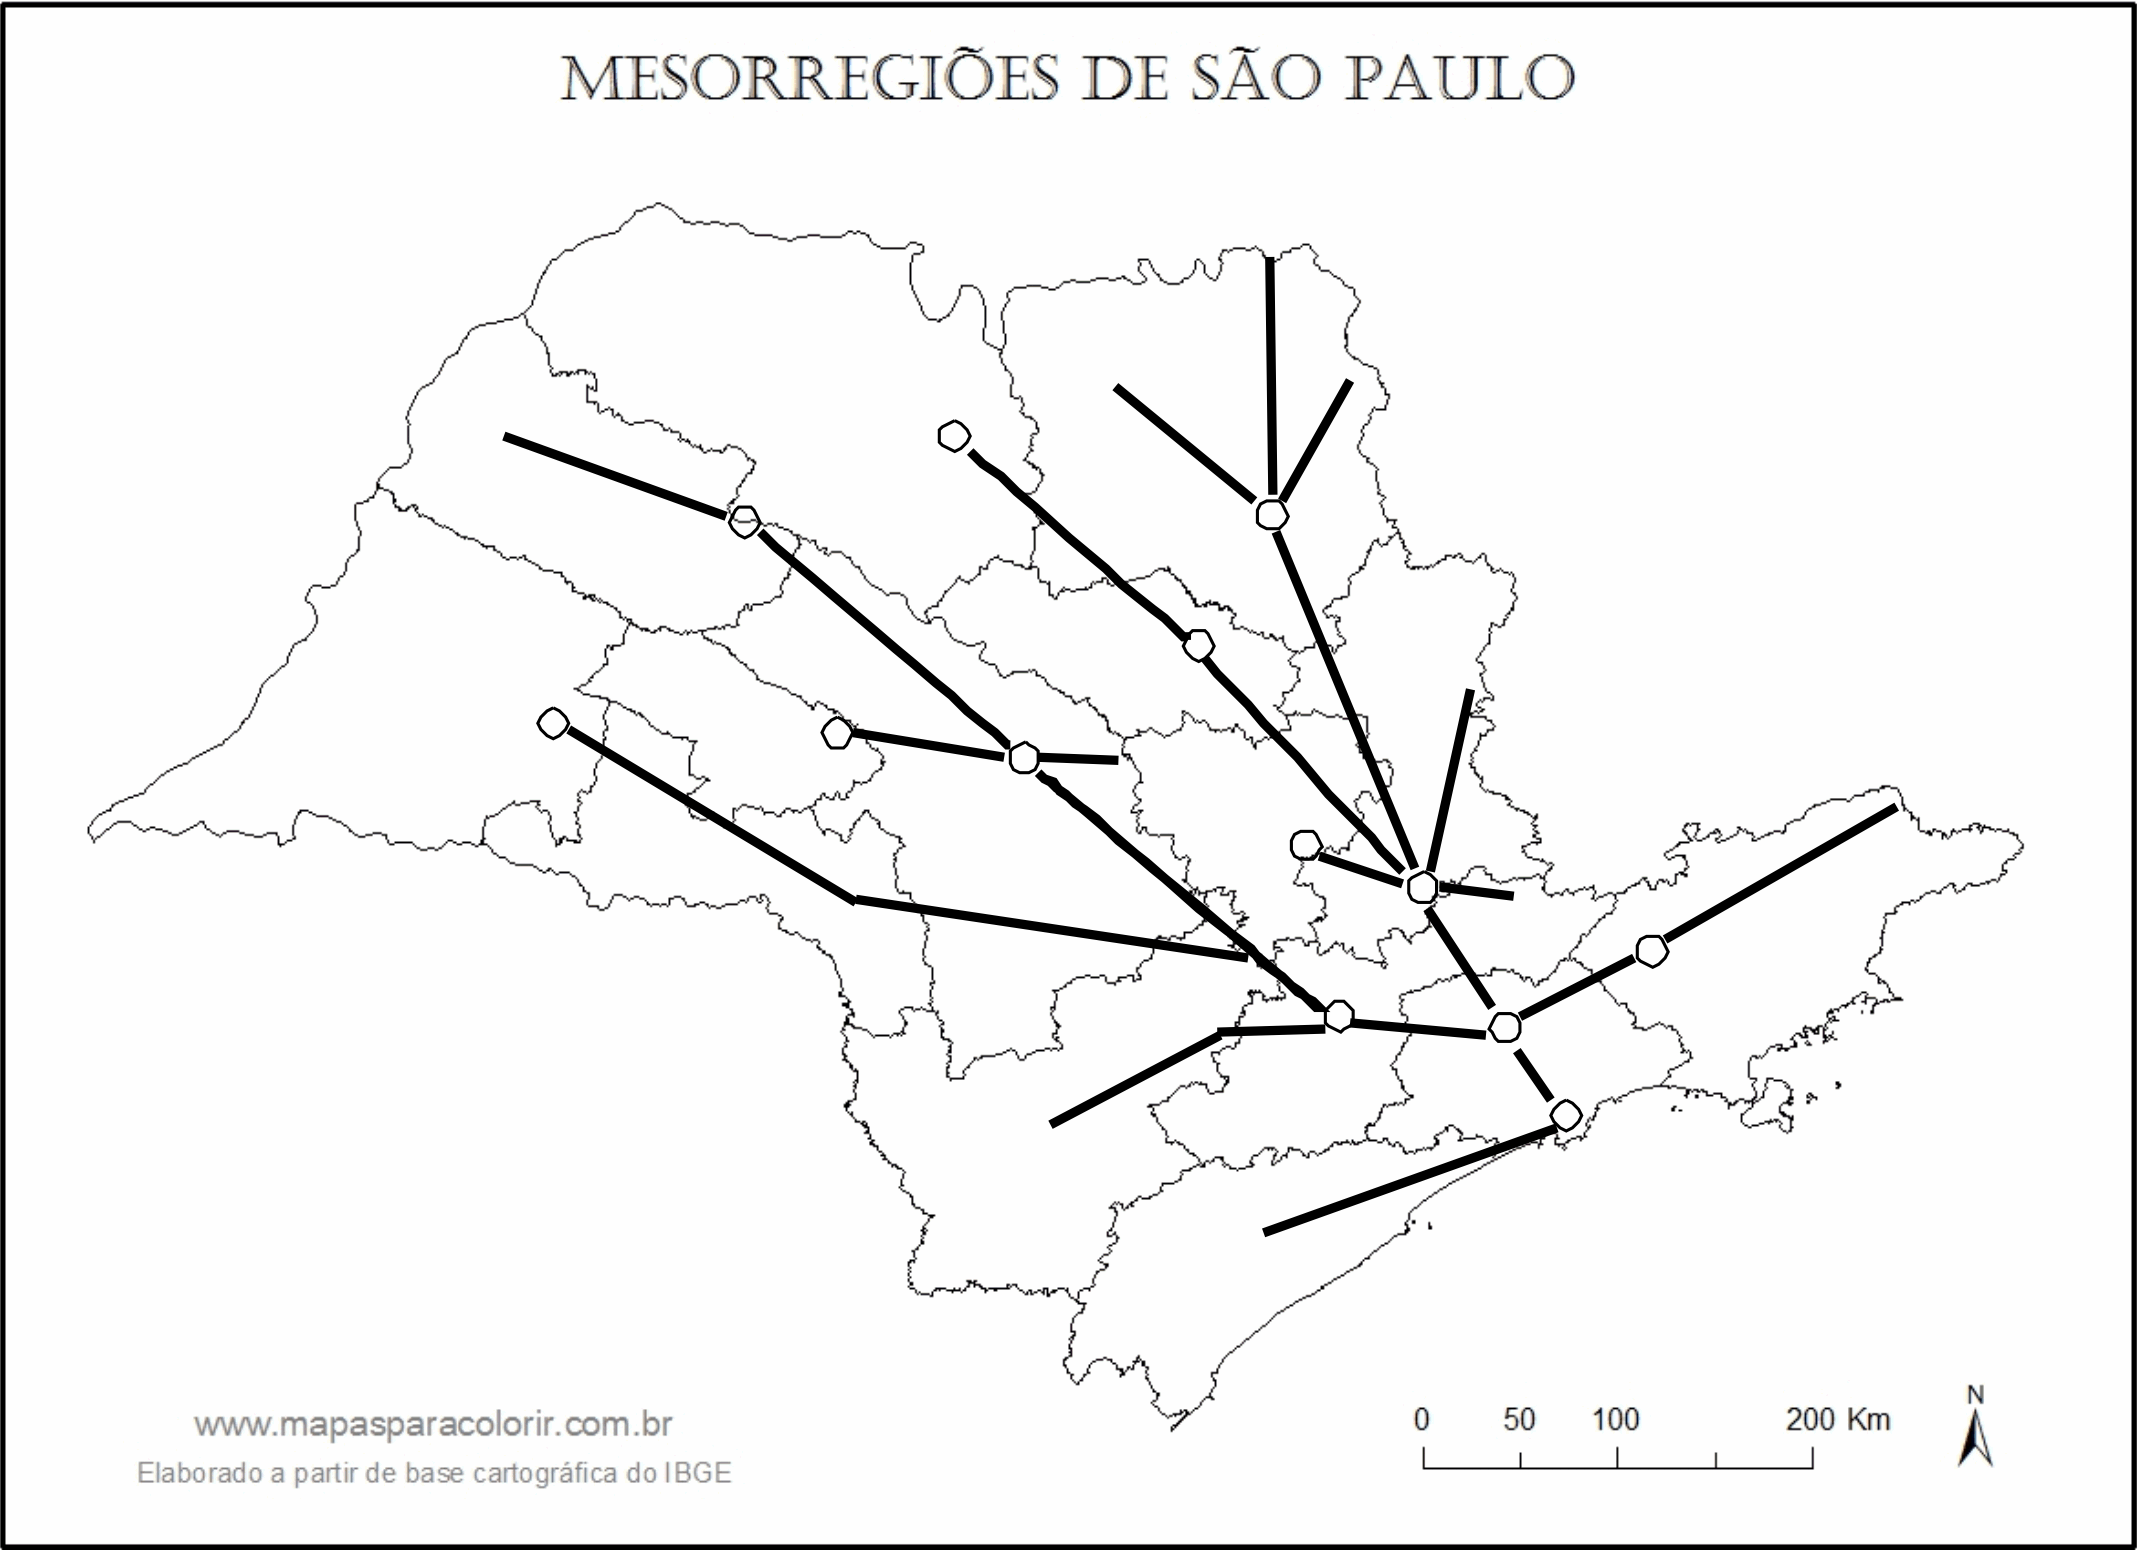 MESORREGIÕES DE SÃO PAULO
www.mapasparacolorir.com.br
Elaborado a partir de base cartográfica do IBGE
0 50 100 200 Km
N